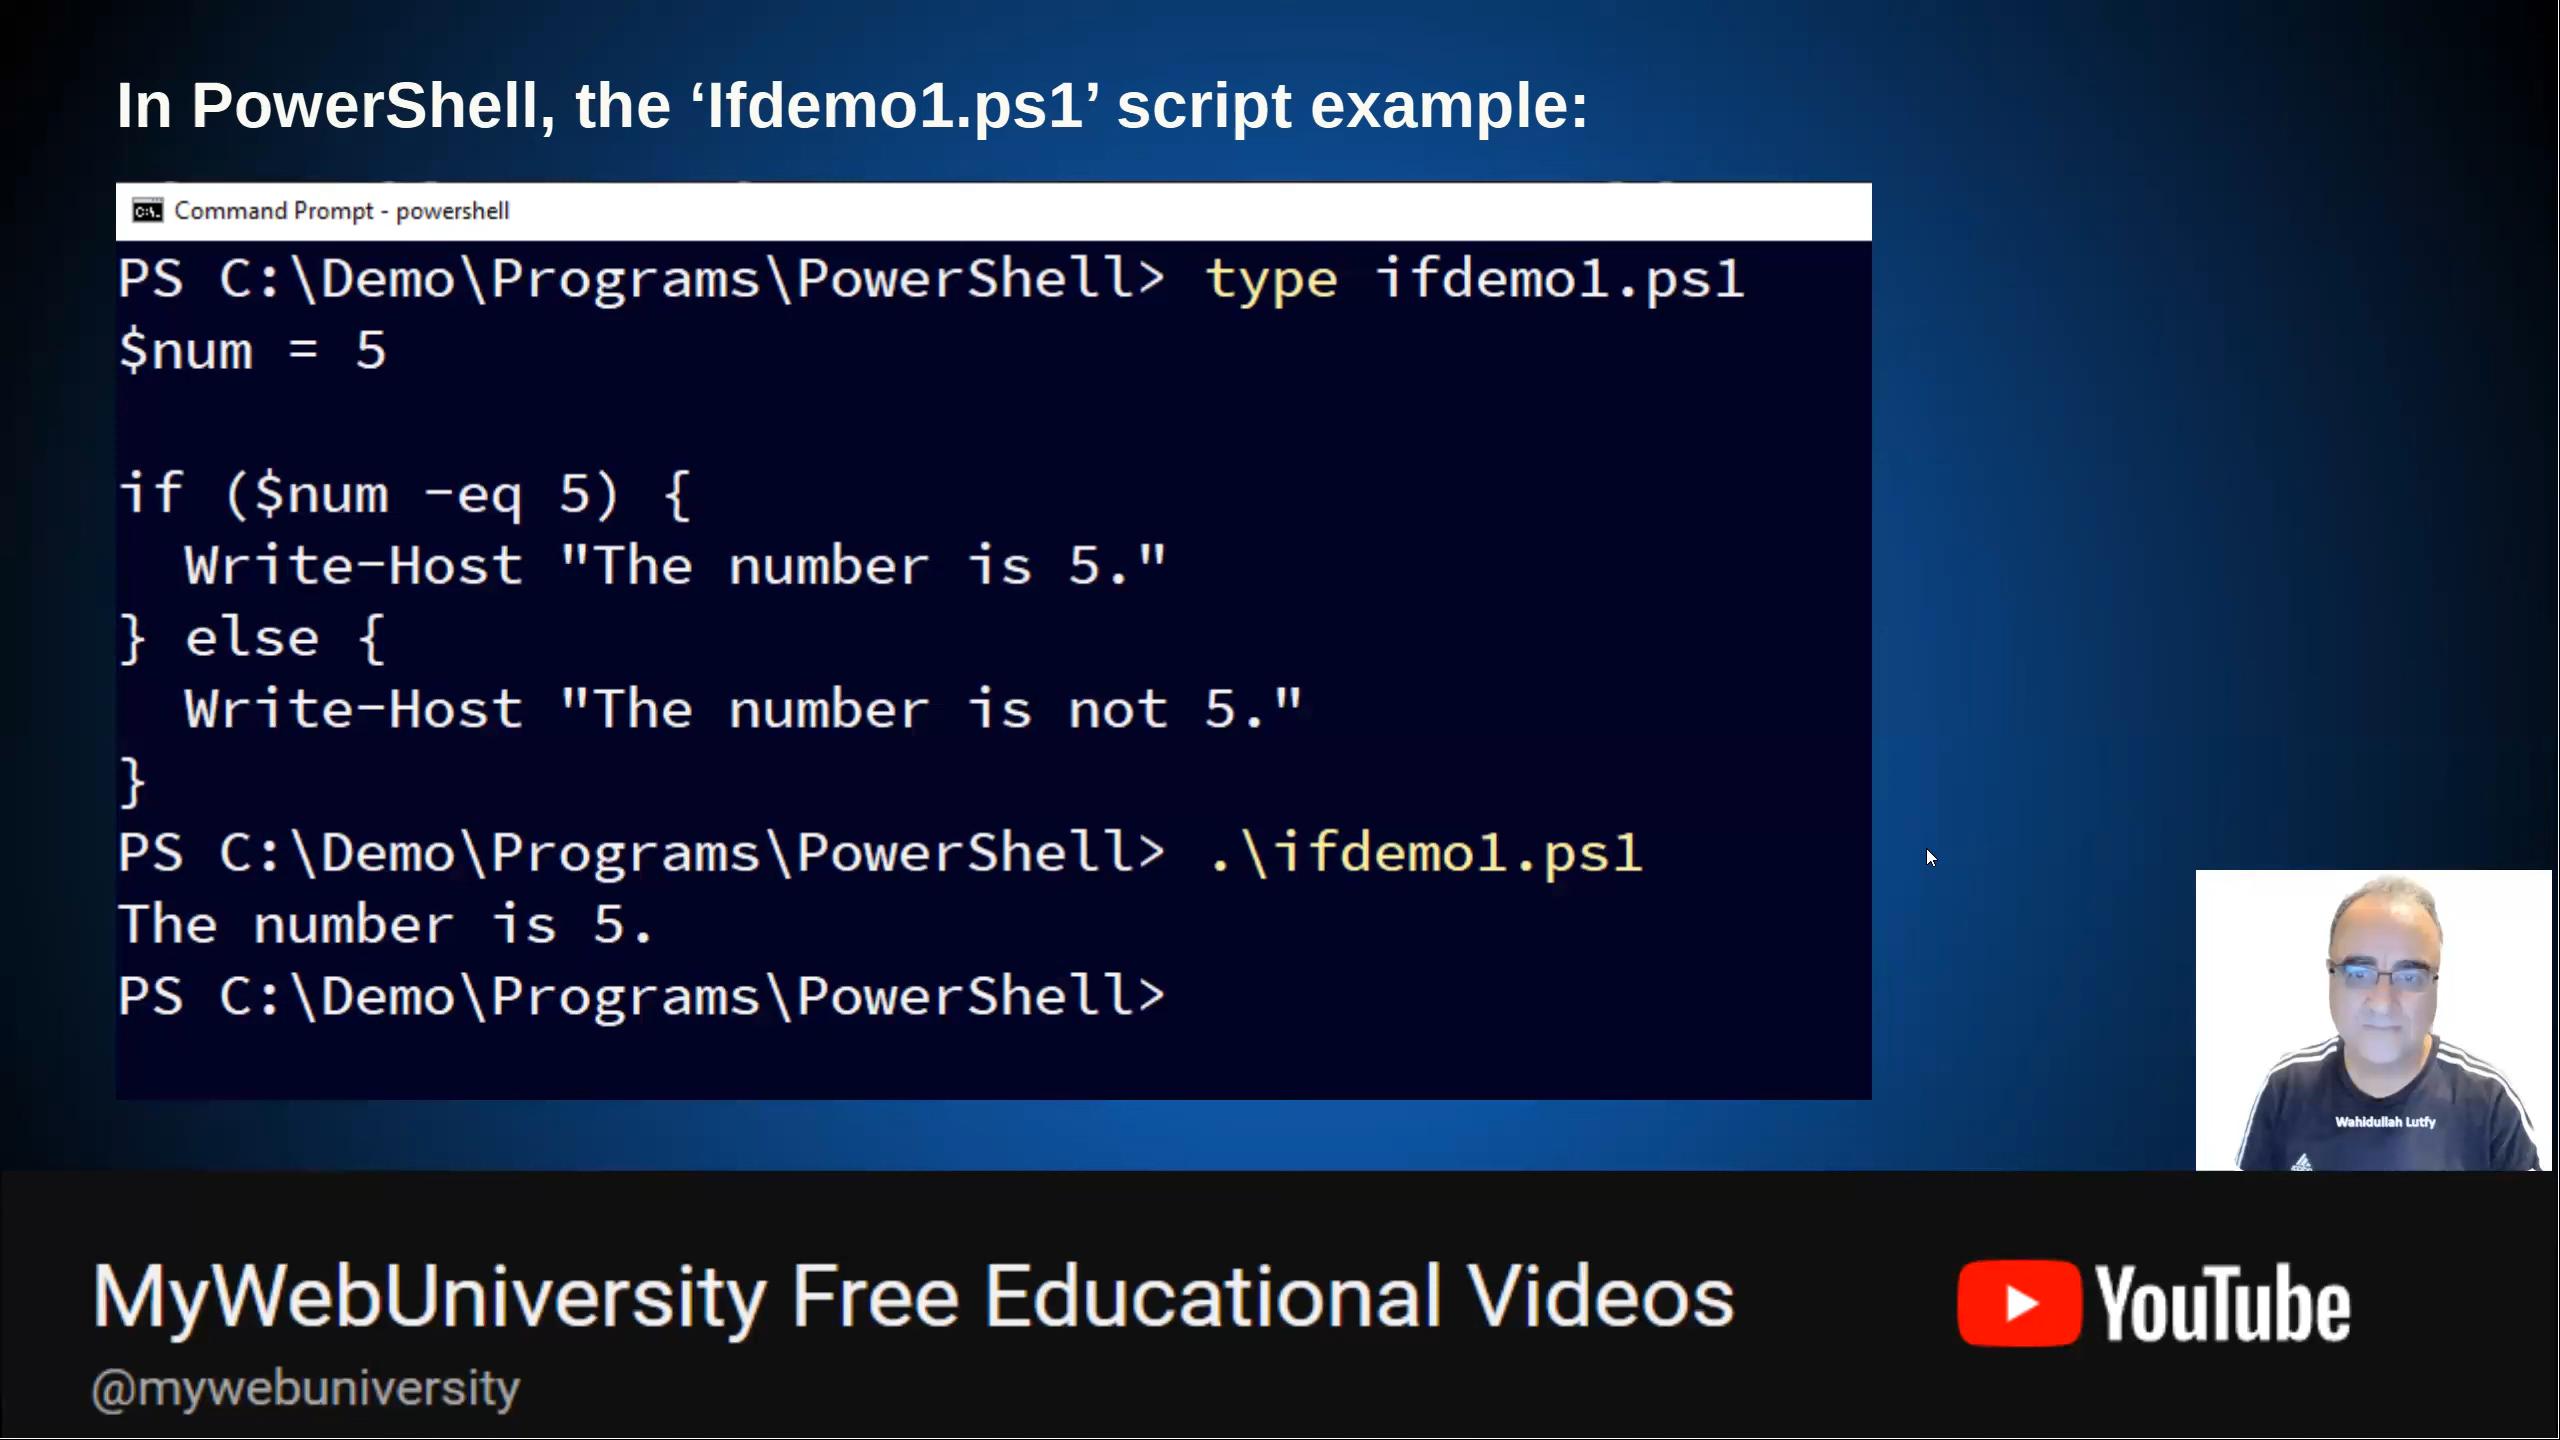 In PowerShell, the ‘Ifdemo1.ps1’ script example:
C:\.
Command Prompt - powershell
PS C:\Demo\Programs\PowerShell> type ifdemo1.ps1
$num = 5
if ($num -eq 5) {
  Write-Host "The number is 5."
} else {
  Write-Host "The number is not 5."
}
PS C:\Demo\Programs\PowerShell> .\ifdemo1.ps1
The number is 5.
PS C:\Demo\Programs\PowerShell>
Wahidullah Lutfy
MyWebUniversity Free Educational Videos
@mywebuniversity
YouTube